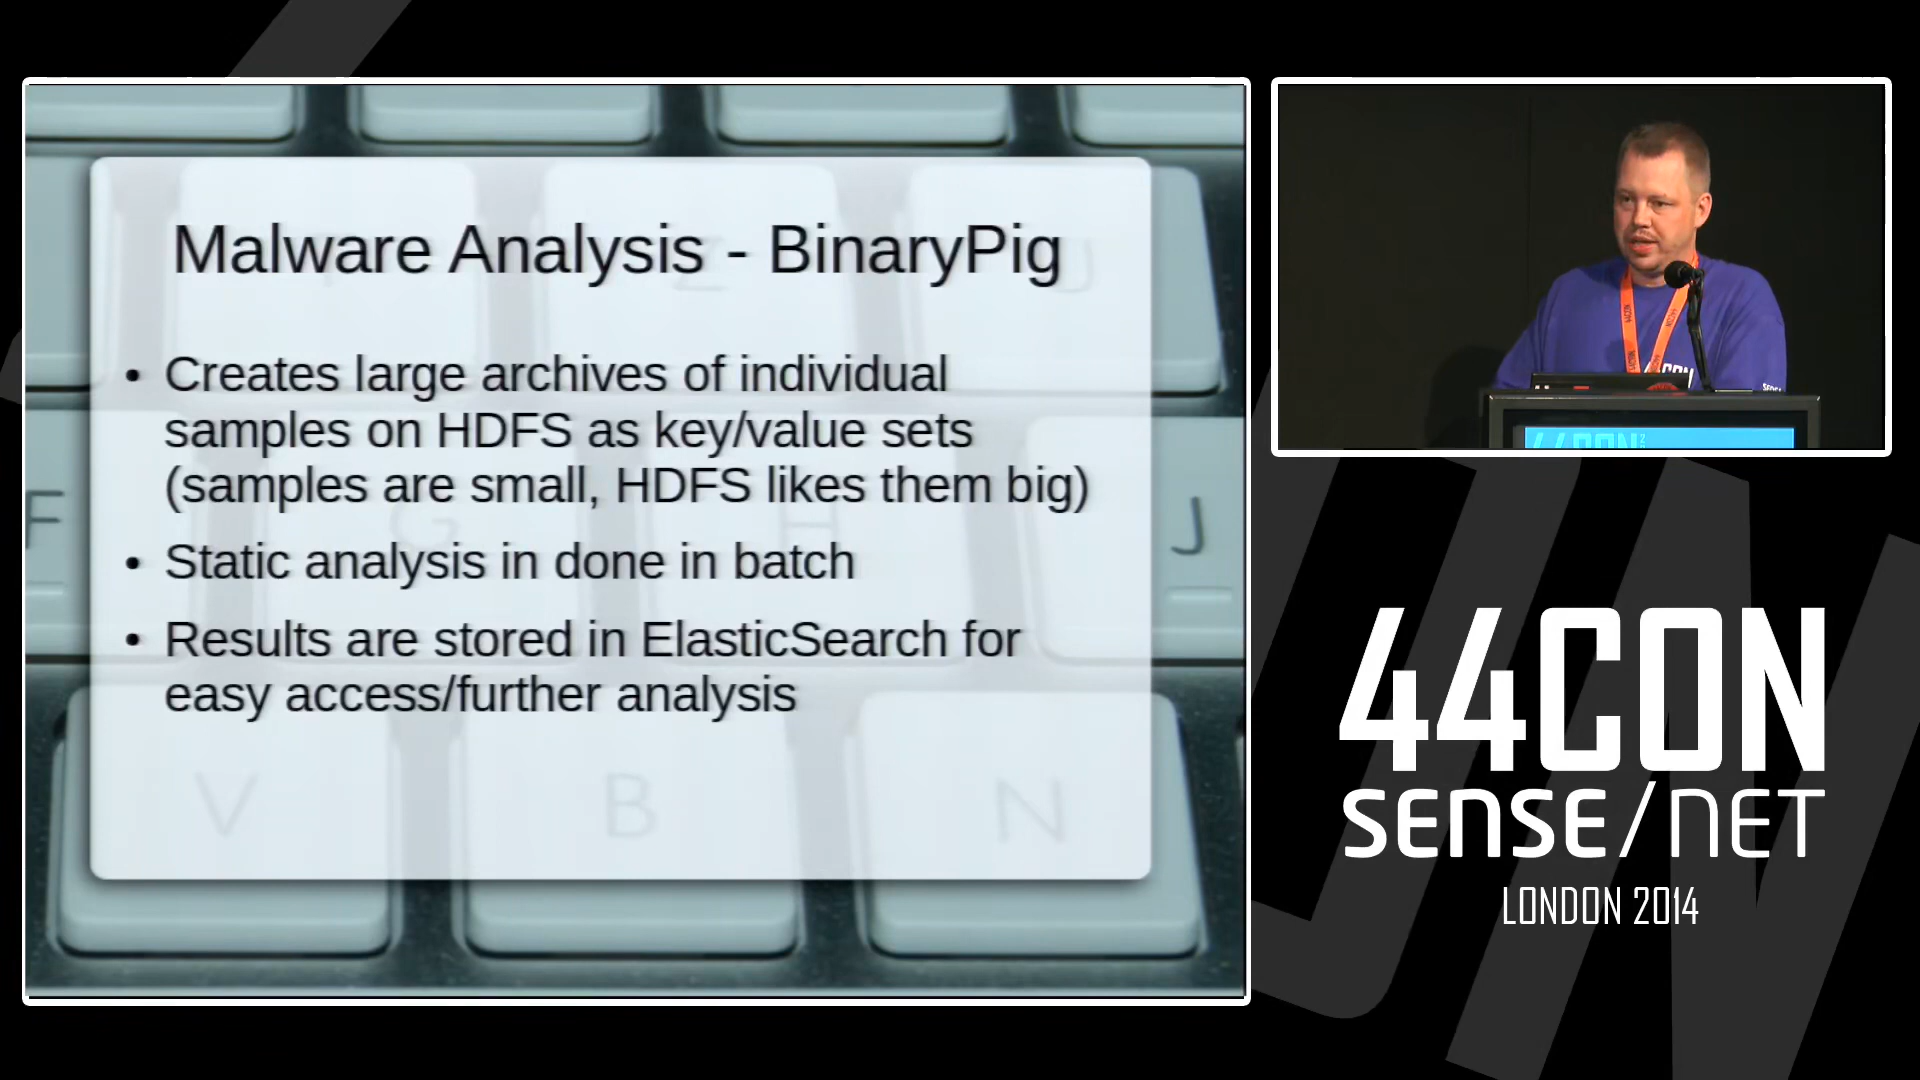 Malware Analysis - BinaryPig
• Creates large archives of individual
samples on HDFS as key/value sets
(samples are small, HDFS likes them big)
• Static analysis in done in batch
• Results are stored in ElasticSearch for
easy access/further analysis
F
G
H
J
V
B
N
44CON
44CON
SENSE/NET
LONDON 2014